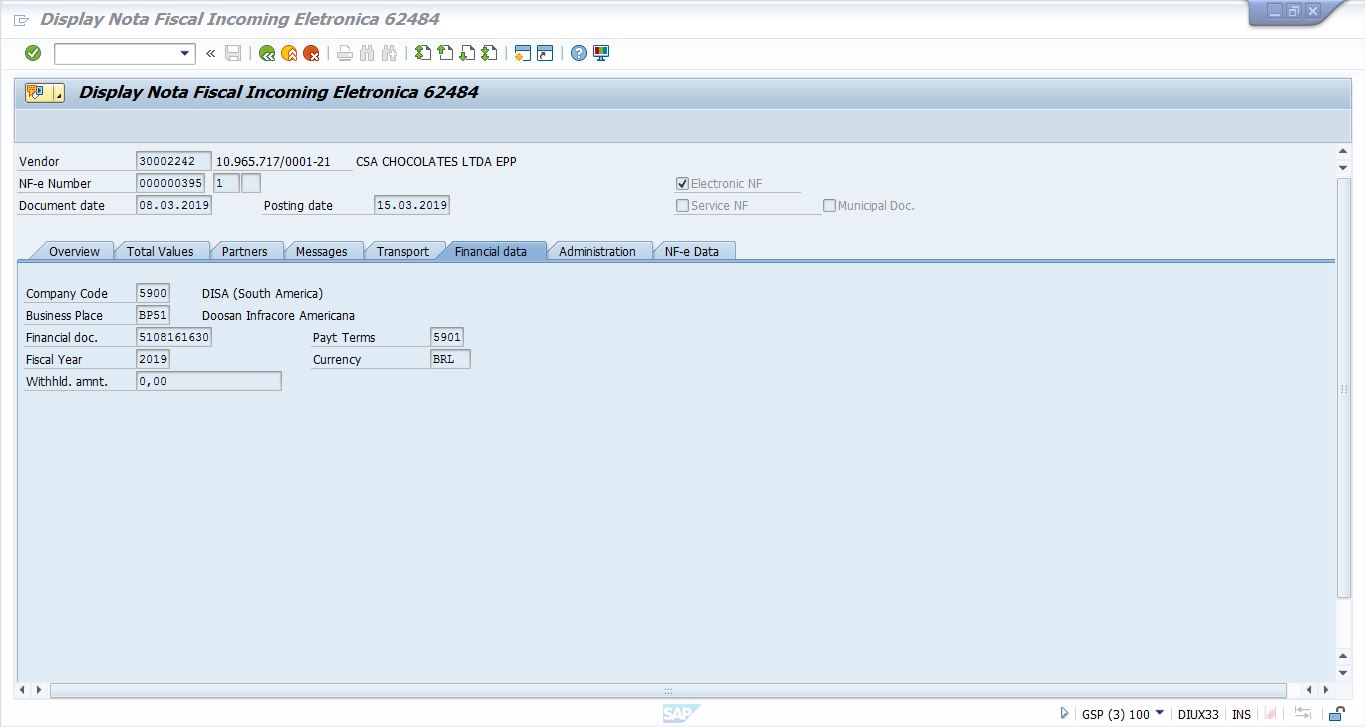 Display Nota Fiscal Incoming Eletronica 62484
Display Nota Fiscal Incoming Eletronica 62484
Vendor 30002242 10.965.717/0001-21 CSA CHOCOLATES LTDA EPP
NF-e Number 000000395 1 Electronic NF
Document date 08.03.2019 Posting date 15.03.2019 Service NF Municipal Doc.
Overview Total Values Partners Messages Transport Financial data Administration NF-e Data
Company Code 5900 DISA (South America)
Business Place BP51 Doosan Infracore Americana
Financial doc. 5108161630 Payt Terms 5901
Fiscal Year 2019 Currency BRL
Withhld. amnt. 0,00
SAP GSP (3) 100 DIUX33 INS